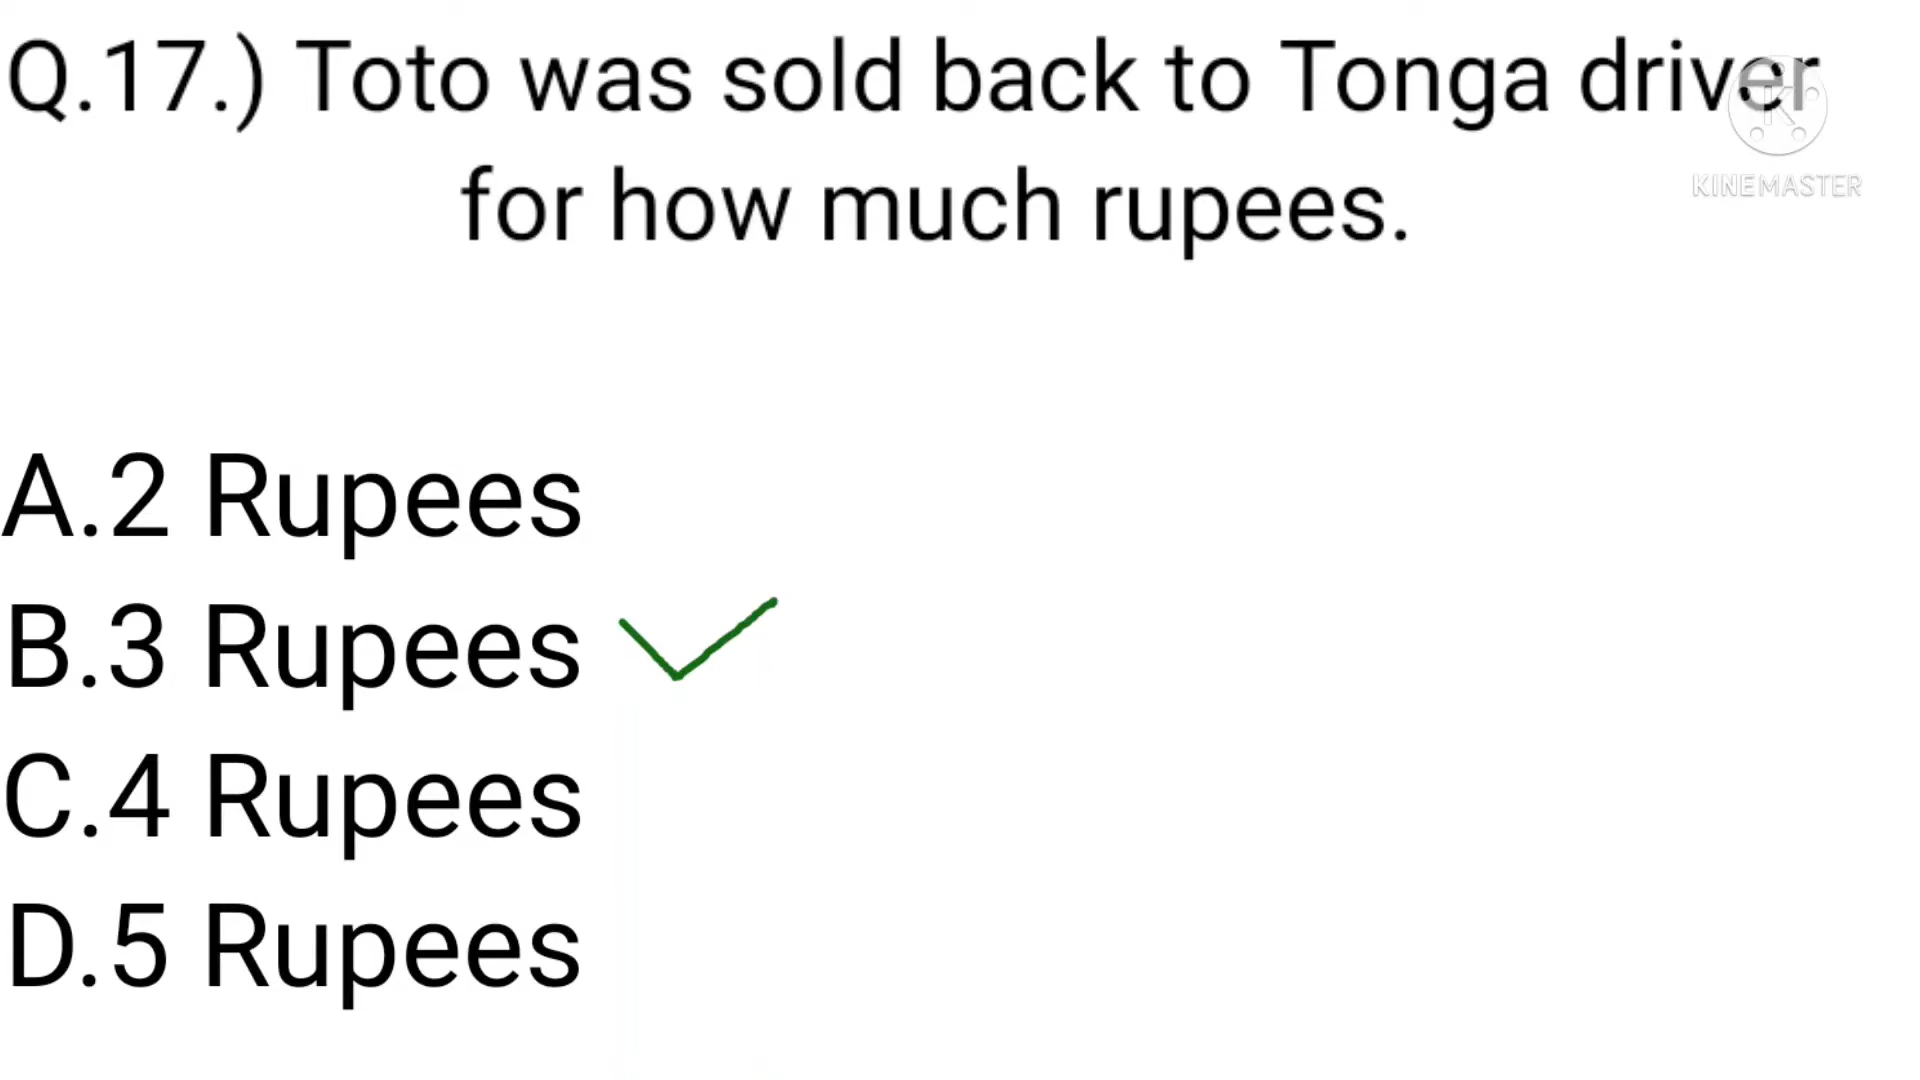 Q.17.) Toto was sold back to Tonga driver
for how much rupees.
KINEMASTER
A.2 Rupees
B.3 Rupees
C.4 Rupees
D.5 Rupees